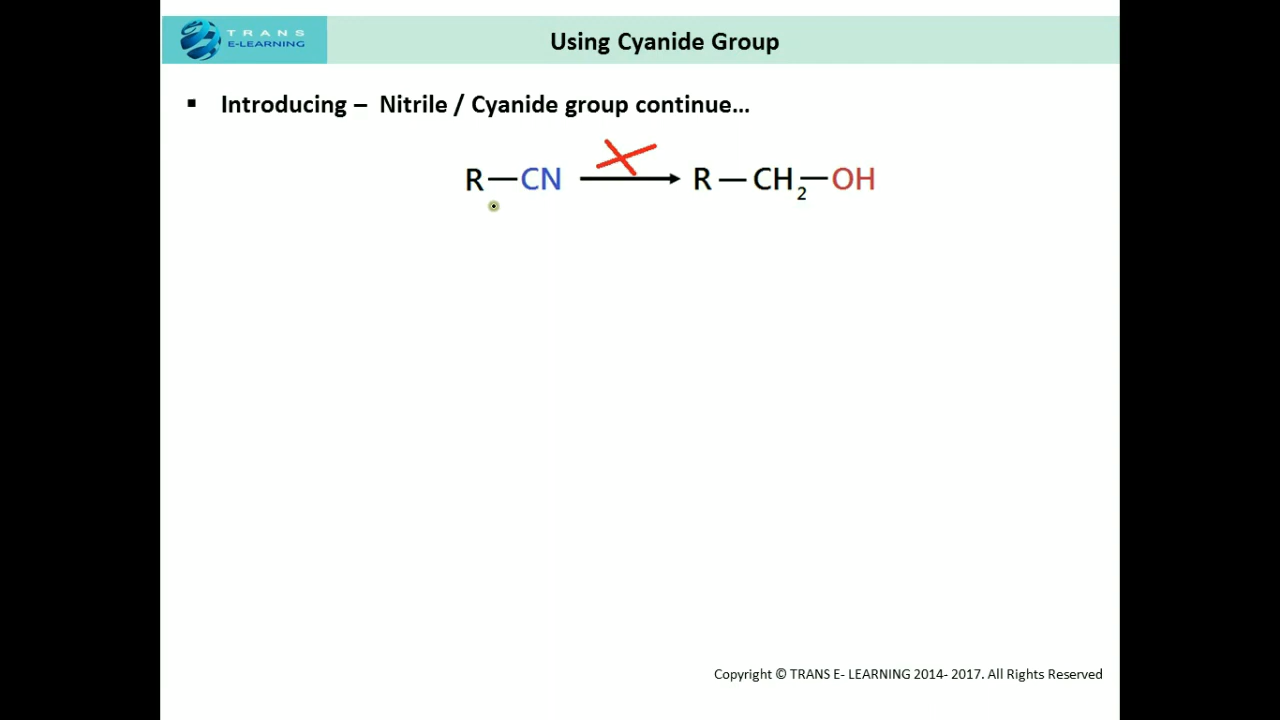 TRANS
E-LEARNING
Using Cyanide Group
▪ Introducing – Nitrile / Cyanide group continue...
R—CN ⟶ R—CH₂—OH
Copyright © TRANS E- LEARNING 2014- 2017. All Rights Reserved